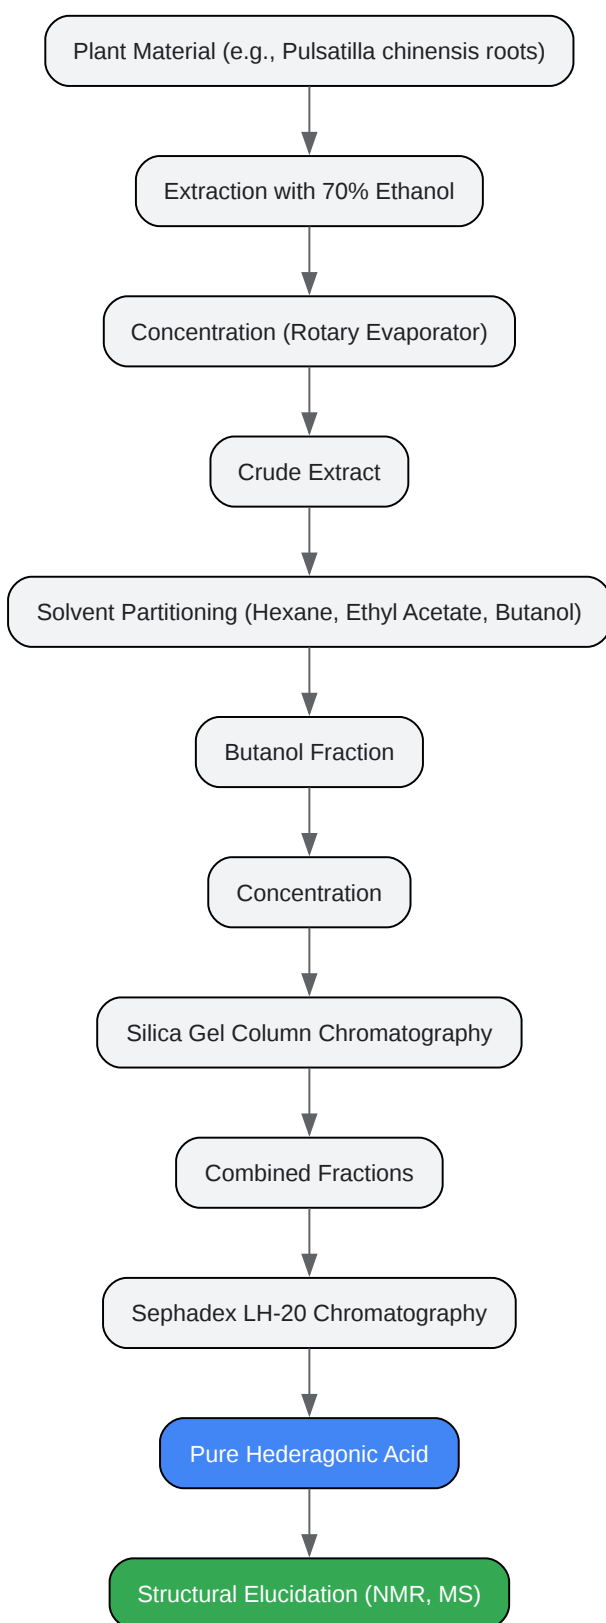 Plant Material (e.g., Pulsatilla chinensis roots)
Extraction with 70% Ethanol
Concentration (Rotary Evaporator)
Crude Extract
Solvent Partitioning (Hexane, Ethyl Acetate, Butanol)
Butanol Fraction
Concentration
Silica Gel Column Chromatography
Combined Fractions
Sephadex LH-20 Chromatography
Pure Hederagonic Acid
Structural Elucidation (NMR, MS)